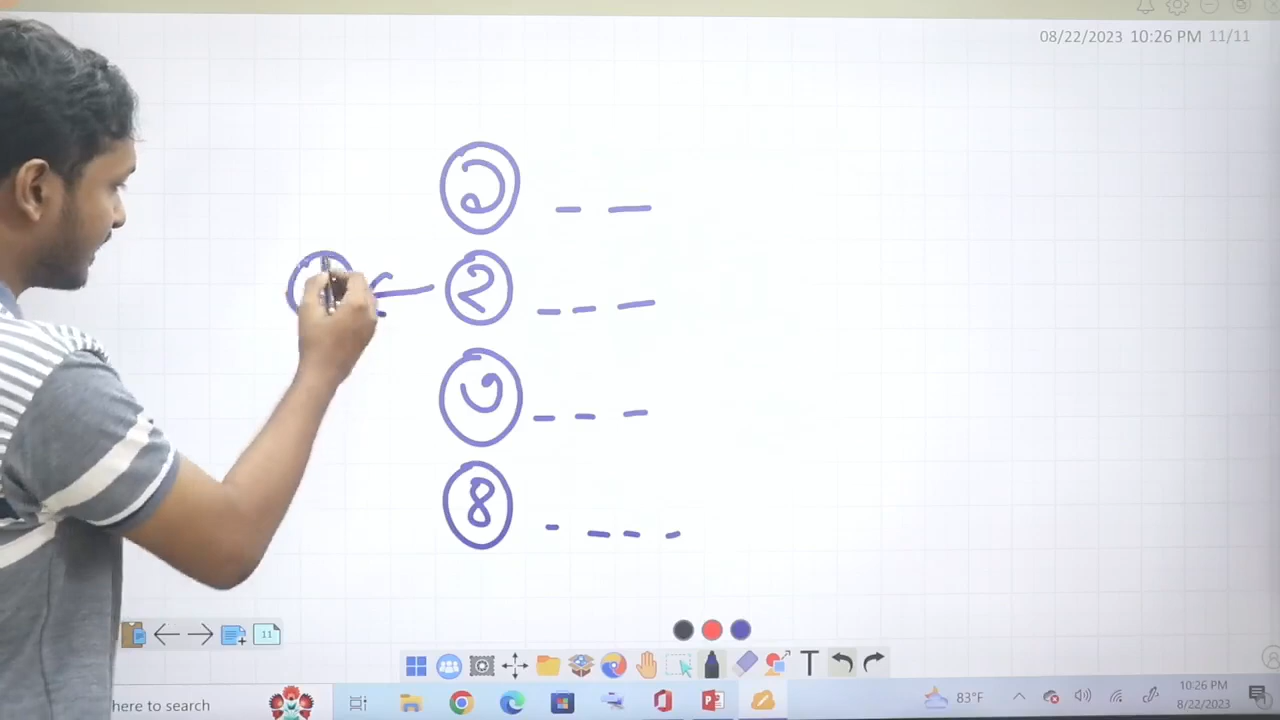 08/22/2023 10:26 PM 11/11
১
২
৩
৪
11
T
here to search
83°F
10:26 PM
8/22/2023